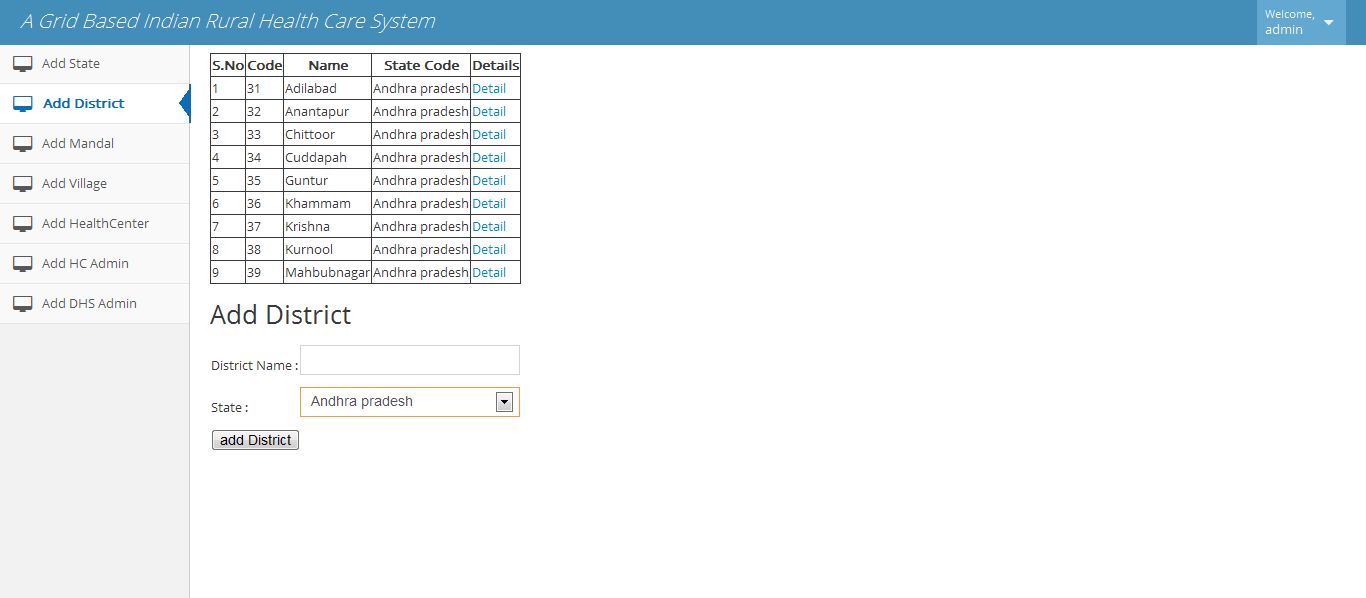 A Grid Based Indian Rural Health Care System
Welcome,
admin
Add State
Add District
Add Mandal
Add Village
Add HealthCenter
Add HC Admin
Add DHS Admin
S.No Code Name State Code Details
1 31 Adilabad Andhra pradesh Detail
2 32 Anantapur Andhra pradesh Detail
3 33 Chittoor Andhra pradesh Detail
4 34 Cuddapah Andhra pradesh Detail
5 35 Guntur Andhra pradesh Detail
6 36 Khammam Andhra pradesh Detail
7 37 Krishna Andhra pradesh Detail
8 38 Kurnool Andhra pradesh Detail
9 39 Mahbubnagar Andhra pradesh Detail
Add District
District Name :
State : Andhra pradesh
add District